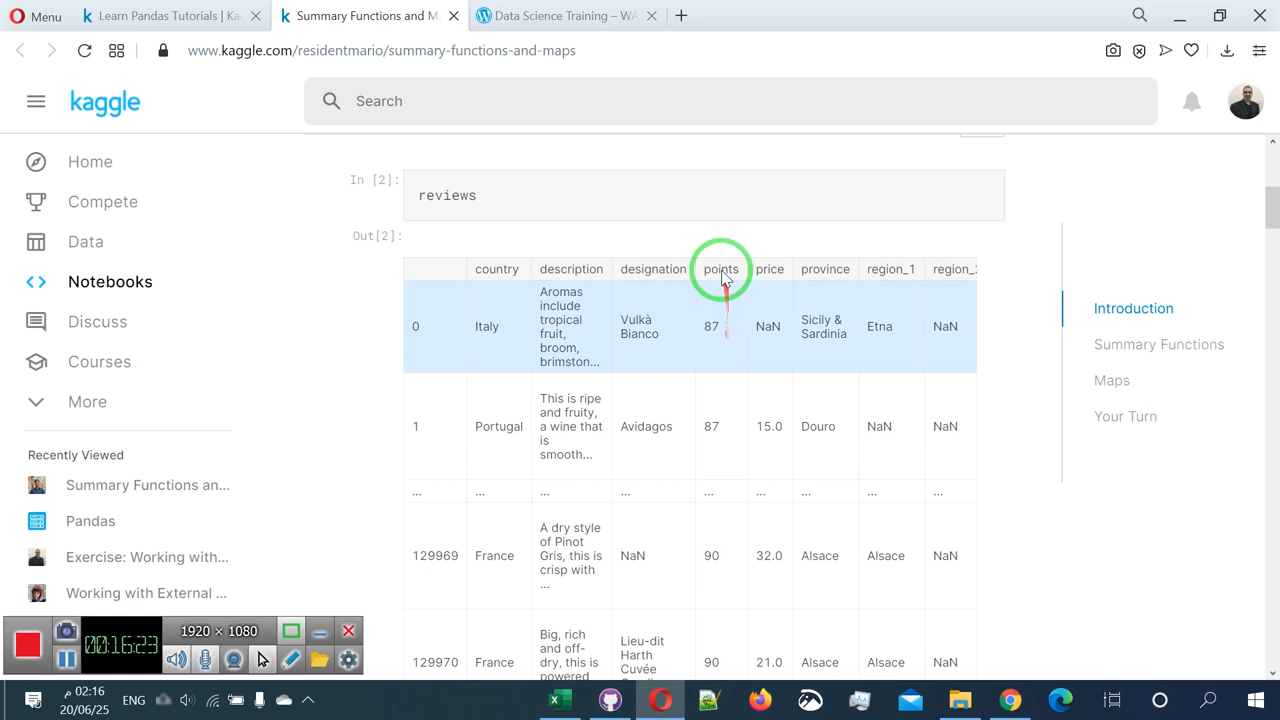 Menu
Learn Pandas Tutorials | Ka
Summary Functions and M
Data Science Training – WA
www.kaggle.com/residentmario/summary-functions-and-maps
kaggle
Search
Home
Compete
Data
Notebooks
Discuss
Courses
More
Recently Viewed
Summary Functions an...
Pandas
Exercise: Working with...
Working with External ...
In [2]:
reviews
Out[2]:
country description designation points price province region_1 region_
0 Italy Aromas include tropical fruit, broom, brimston... Vulkà Bianco 87 NaN Sicily & Sardinia Etna NaN
1 Portugal This is ripe and fruity, a wine that is smooth... Avidagos 87 15.0 Douro NaN NaN
... ... ... ... ... ... ... ... ...
129969 France A dry style of Pinot Gris, this is crisp with ... NaN 90 32.0 Alsace Alsace NaN
129970 France Big, rich and off-dry, this is powered Lieu-dit Harth Cuvée 90 21.0 Alsace Alsace NaN
Introduction
Summary Functions
Maps
Your Turn
00:16:23
1920 × 1080
ENG
02:16 م
20/06/25